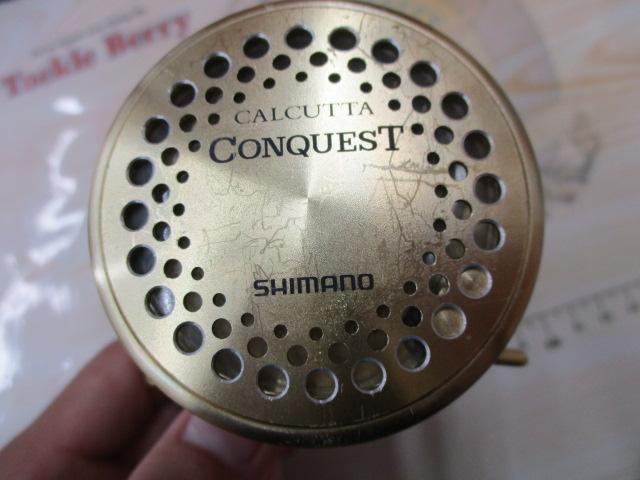 Tackle Berry
CALCUTTA
CONQUEST
SHIMANO